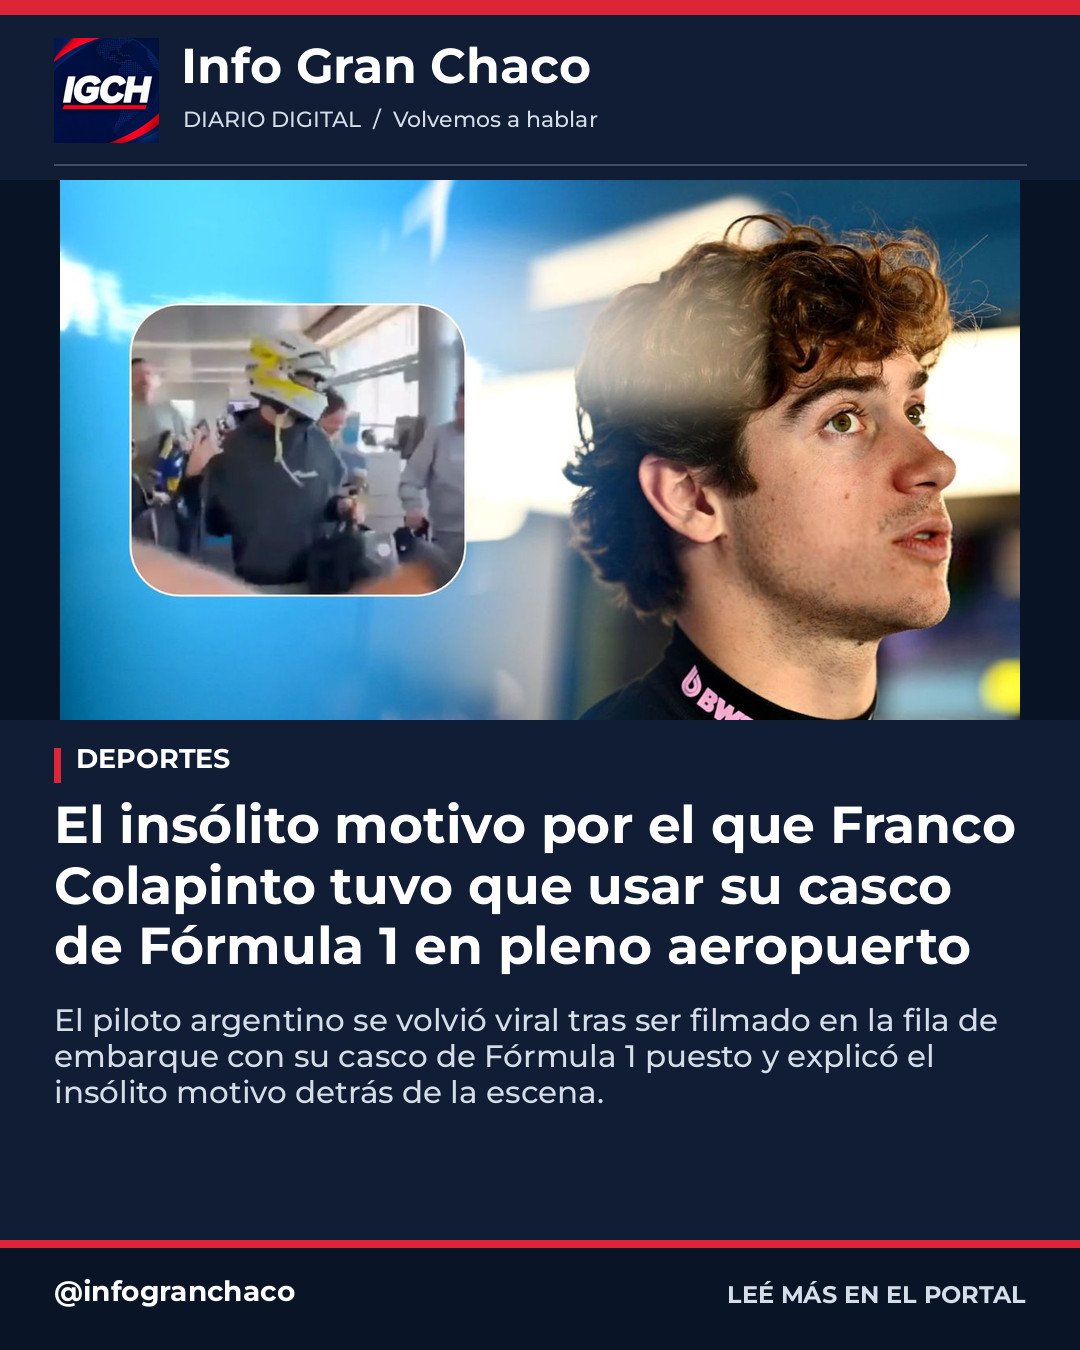 IGCH
Info Gran Chaco
DIARIO DIGITAL / Volvemos a hablar
DEPORTES
El insólito motivo por el que Franco
Colapinto tuvo que usar su casco
de Fórmula 1 en pleno aeropuerto
El piloto argentino se volvió viral tras ser filmado en la fila de
embarque con su casco de Fórmula 1 puesto y explicó el
insólito motivo detrás de la escena.
@infogranchaco
LEÉ MÁS EN EL PORTAL